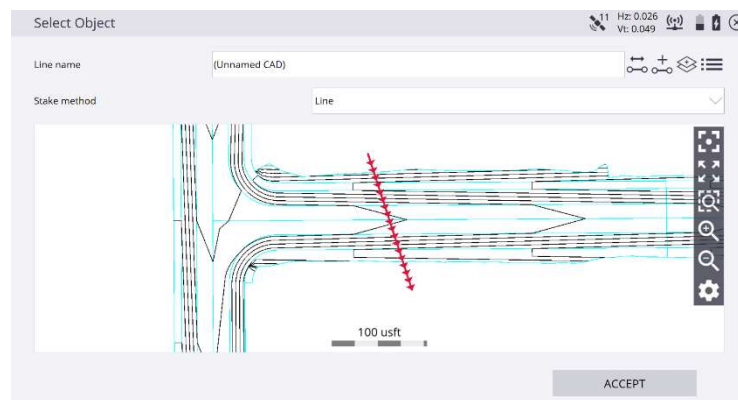 Select Object
11 Hz: 0.026
Vt: 0.049
Line name
(Unnamed CAD)
Stake method
Line
100 usft
ACCEPT